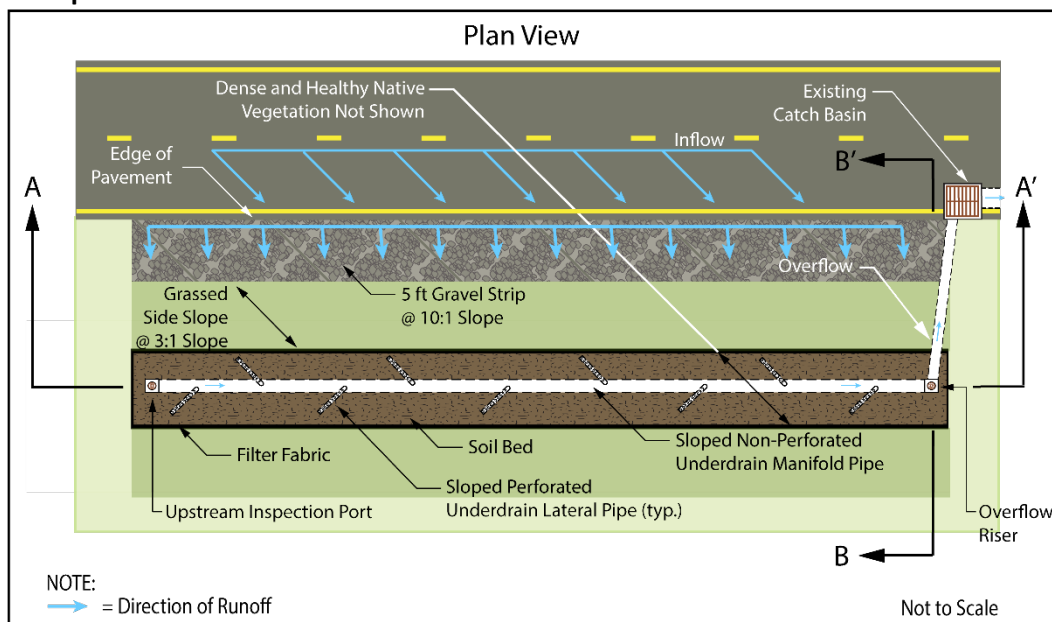 Plan View
Dense and Healthy Native
Vegetation Not Shown
Existing
Catch Basin
Inflow
Edge of
Pavement
B'
A
A'
Overflow
Grassed
Side Slope
@ 3:1 Slope
5 ft Gravel Strip
@ 10:1 Slope
Filter Fabric
Soil Bed
Sloped Non-Perforated
Underdrain Manifold Pipe
Sloped Perforated
Underdrain Lateral Pipe (typ.)
Upstream Inspection Port
Overflow
Riser
B
NOTE:
= Direction of Runoff
Not to Scale